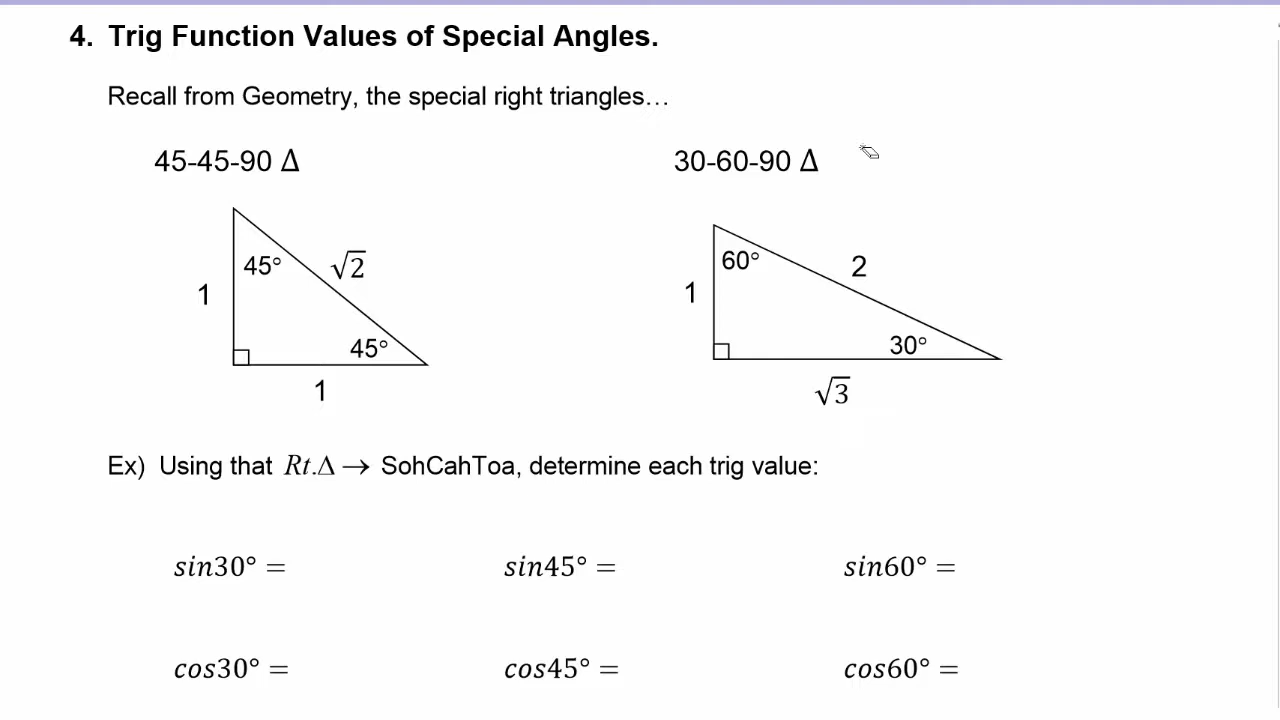 4. Trig Function Values of Special Angles.
Recall from Geometry, the special right triangles…
45-45-90 Δ
30-60-90 Δ
45°
√2
1
45°
1
60°
2
1
30°
√3
Ex) Using that Rt.Δ → SohCahToa, determine each trig value:
sin30° = sin45° = sin60° =
cos30° = cos45° = cos60° =